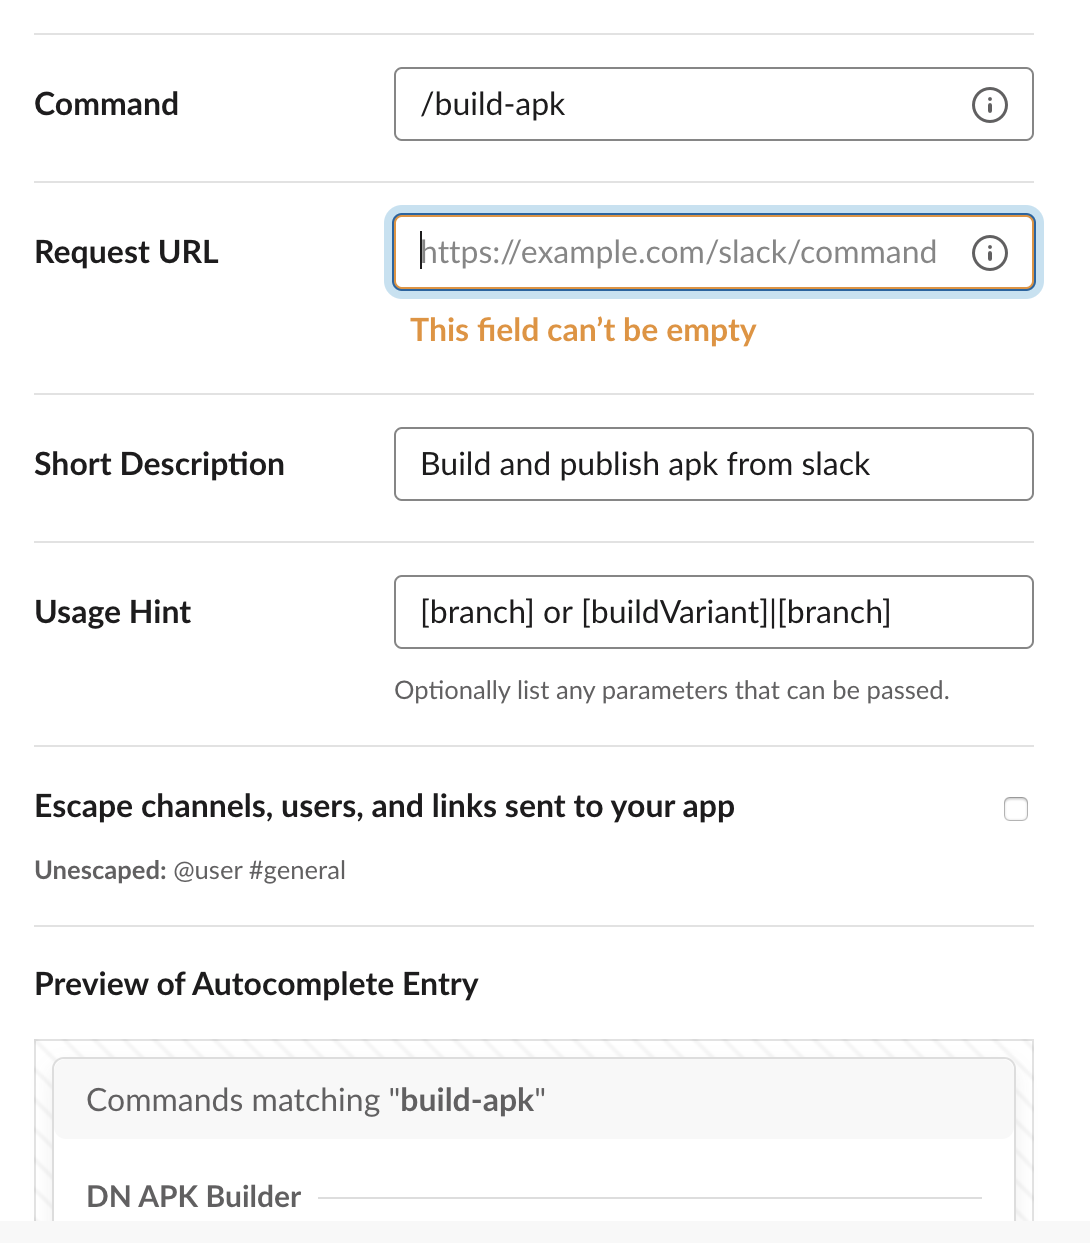 Command
/build-apk
Request URL
https://example.com/slack/command
This field can’t be empty
Short Description
Build and publish apk from slack
Usage Hint
[branch] or [buildVariant]|[branch]
Optionally list any parameters that can be passed.
Escape channels, users, and links sent to your app
Unescaped: @user #general
Preview of Autocomplete Entry
Commands matching "build-apk"
DN APK Builder